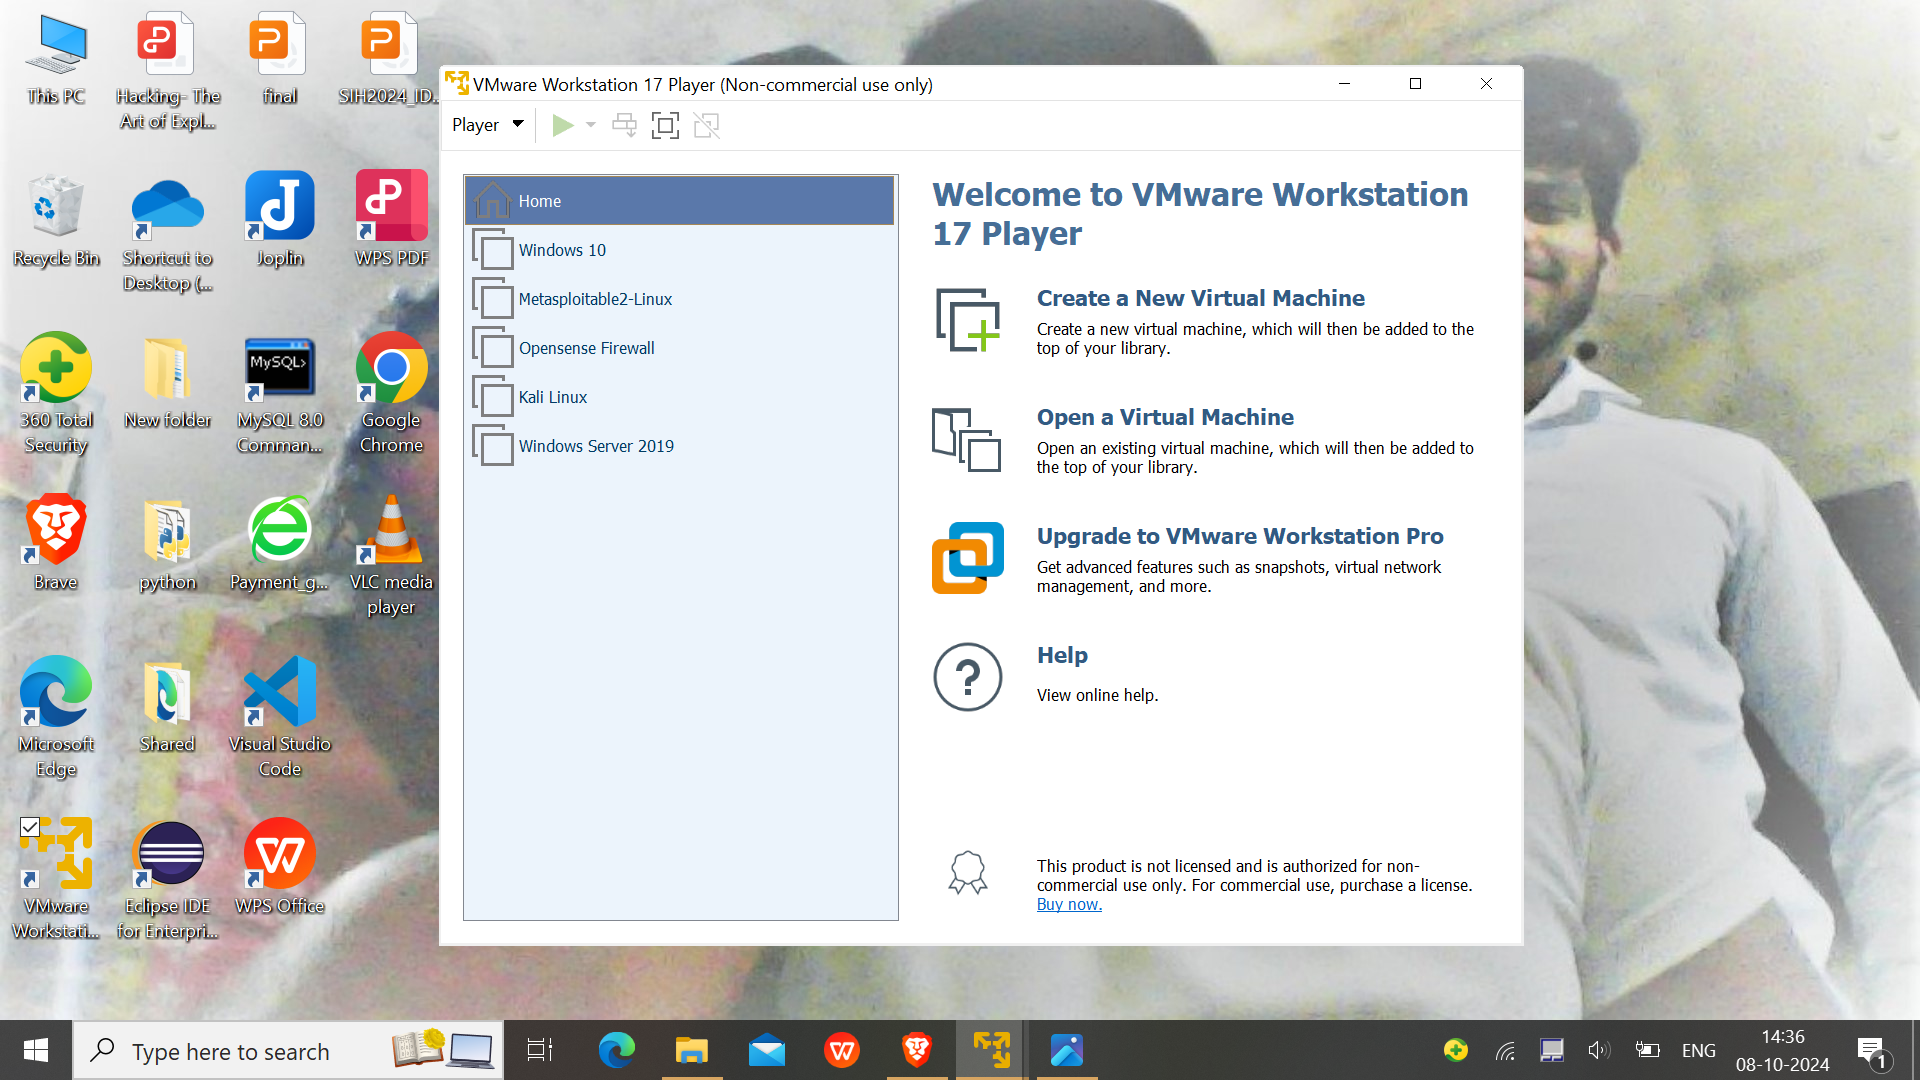 This PC
Hacking- The
Art of Expl...
final
SIH2024_ID...
Recycle Bin
Shortcut to
Desktop (...
Joplin
WPS PDF
360 Total
Security
New folder
MySQL>
MySQL 8.0
Comman...
Google
Chrome
Brave
python
Payment_g...
VLC media
player
Microsoft
Edge
Shared
Visual Studio
Code
VMware
Workstati...
Eclipse IDE
for Enterpri...
WPS Office
VMware Workstation 17 Player (Non-commercial use only)
Player
Home
Windows 10
Metasploitable2-Linux
Opensense Firewall
Kali Linux
Windows Server 2019
Welcome to VMware Workstation
17 Player
Create a New Virtual Machine
Create a new virtual machine, which will then be added to the
top of your library.
Open a Virtual Machine
Open an existing virtual machine, which will then be added to
the top of your library.
Upgrade to VMware Workstation Pro
Get advanced features such as snapshots, virtual network
management, and more.
Help
View online help.
This product is not licensed and is authorized for non-
commercial use only. For commercial use, purchase a license.
Buy now.
Type here to search
ENG
14:36
08-10-2024
1